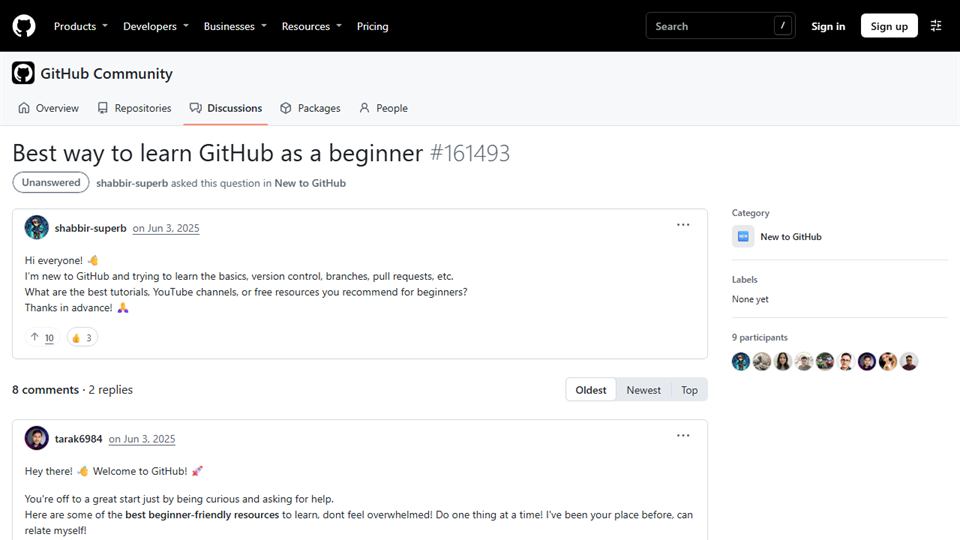 Products Developers Businesses Resources Pricing Search / Sign in Sign up
GitHub Community
Overview Repositories Discussions Packages People
Best way to learn GitHub as a beginner #161493
Unanswered shabbir-superb asked this question in New to GitHub
shabbir-superb on Jun 3, 2025
Hi everyone! 👋
I'm new to GitHub and trying to learn the basics, version control, branches, pull requests, etc.
What are the best tutorials, YouTube channels, or free resources you recommend for beginners?
Thanks in advance! 🙏
10 👍 3
Category
NEW New to GitHub
Labels
None yet
9 participants
8 comments · 2 replies
Oldest Newest Top
tarak6984 on Jun 3, 2025
Hey there! 👋 Welcome to GitHub! 🚀
You're off to a great start just by being curious and asking for help.
Here are some of the best beginner-friendly resources to learn, dont feel overwhelmed! Do one thing at a time! I've been your place before, can
relate myself!